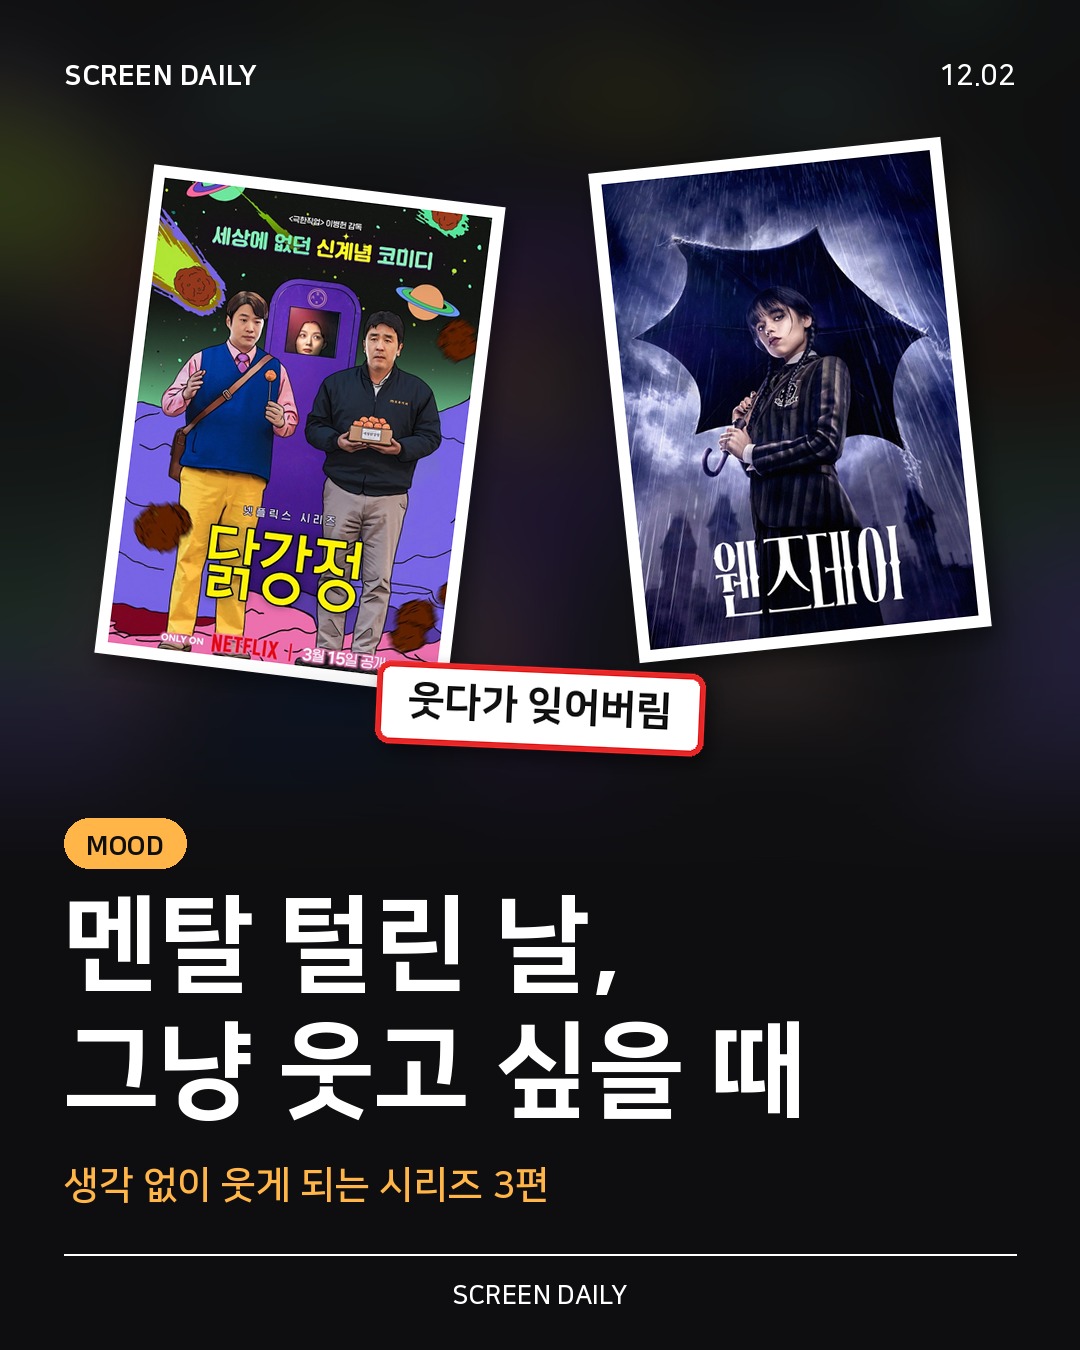 SCREEN DAILY
12.02
<극한직업> 이병헌 감독
세상에 없던 신계념 코미디
넷플릭스 시리즈
닭강정
ONLY ON NETFLIX | 3월 15일 공개
웬즈데이
웃다가 잊어버림
MOOD
멘탈 털린 날,
그냥 웃고 싶을 때
생각 없이 웃게 되는 시리즈 3편
SCREEN DAILY